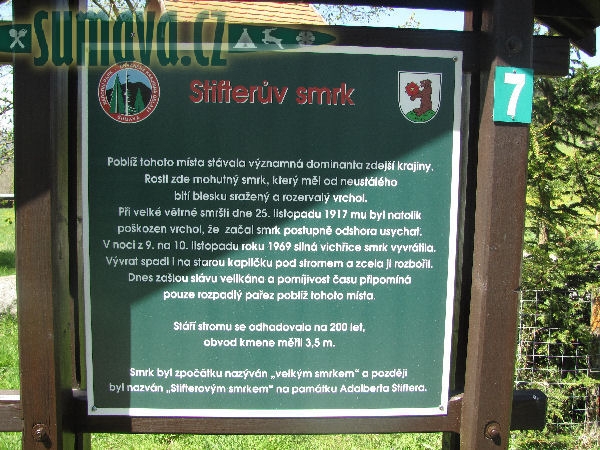 sumava.cz
Stifterův smrk
7
Poblíž tohoto místa stávala významná dominanta zdejší krajiny.
Rostl zde mohutný smrk, který měl od neustálého
bití blesku sražený a rozervalý vrchol.
Při velké větrné smršti dne 25. listopadu 1917 mu byl natolik
poškozen vrchol, že začal smrk postupně odshora usychat.
V noci z 9. na 10. listopadu roku 1969 silná vichřice smrk vyvrátila.
Vývrat spadl i na starou kapličku pod stromem a zcela ji rozbořil.
Dnes zašlou slávu velikána a pomíjivost času připomíná
pouze rozpadlý pařez poblíž tohoto místa.
Stáří stromu se odhadovalo na 200 let,
obvod kmene měřil 3,5 m.
Smrk byl zpočátku nazýván „velkým smrkem" a později
byl nazván „Stifterovým smrkem" na památku Adalberta Stiftera.